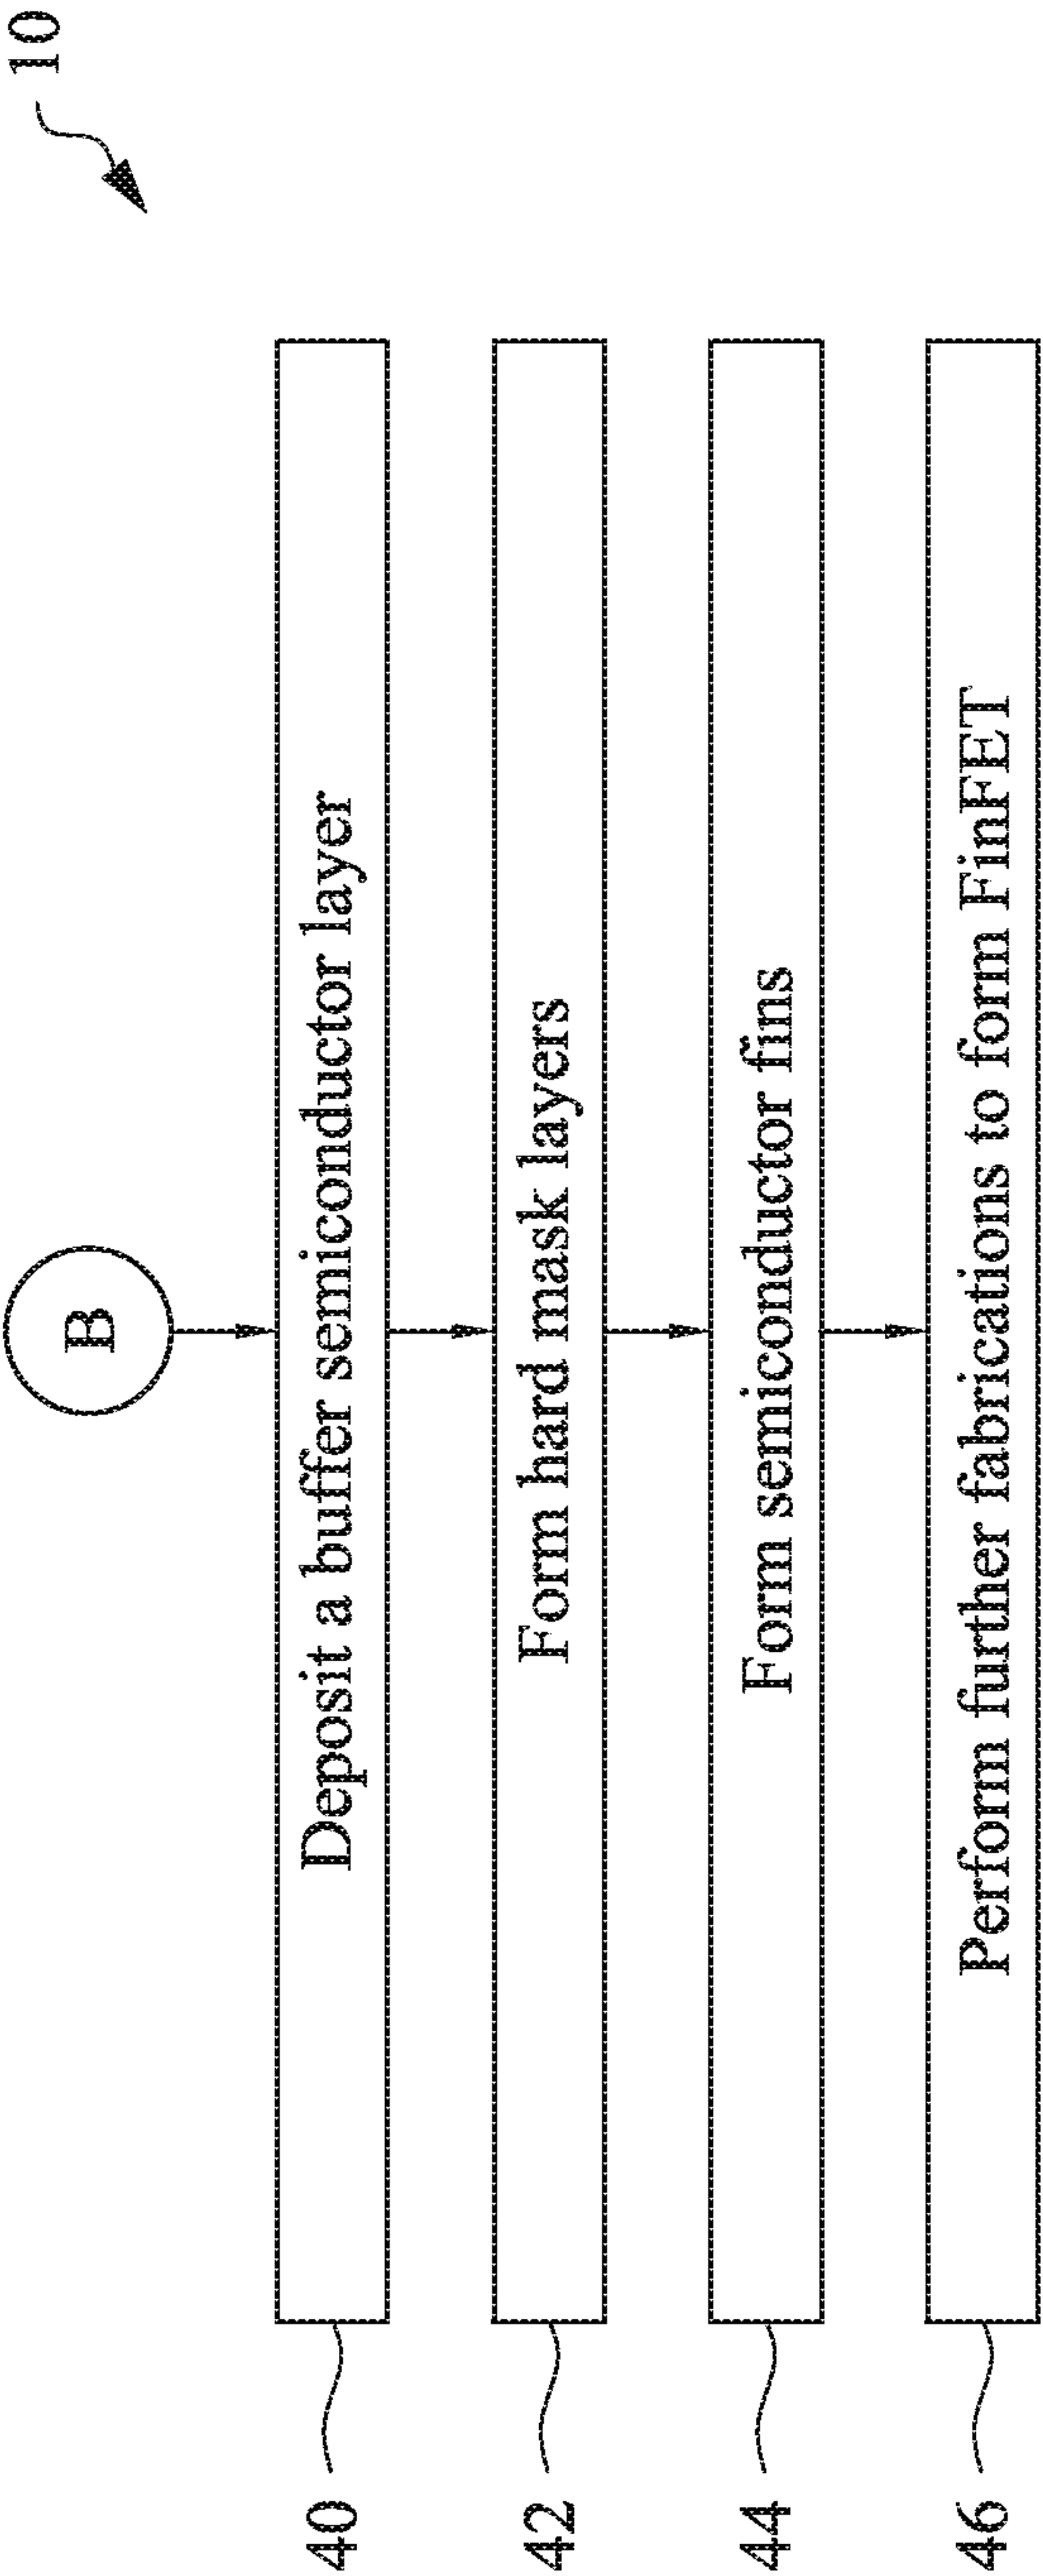 10
B
40 Deposit a buffer semiconductor layer
42 Form hard mask layers
44 Form semiconductor fins
46 Perform further fabrications to form FinFET